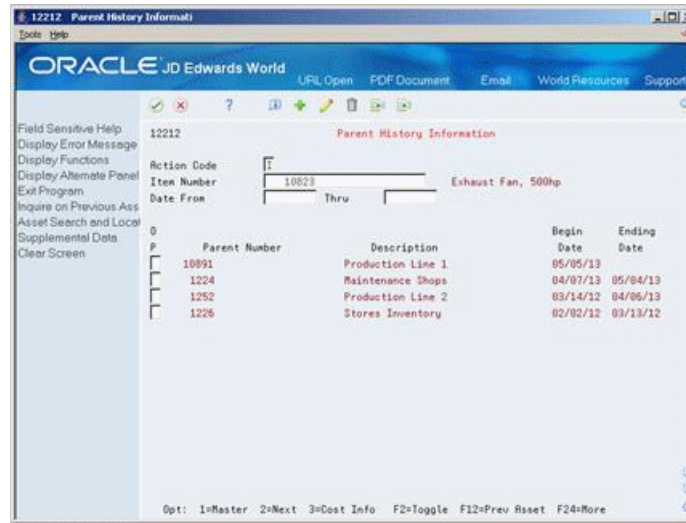 12212 Parent History Informati
Tools Help
ORACLE JD Edwards World
URL Open PDF Document Email World Resources Support
Field Sensitive Help
Display Error Message
Display Functions
Display Alternate Panel
Exit Program
Inquire on Previous Ass
Asset Search and Locat
Supplemental Data
Clear Screen
12212 Parent History Information
Action Code I
Item Number 10823 Exhaust Fan, 500hp
Date From Thru
O Begin Ending
P Parent Number Description Date Date
10891 Production Line 1 05/05/13
1224 Maintenance Shops 04/07/13 05/04/13
1252 Production Line 2 03/14/12 04/06/13
1226 Stores Inventory 02/02/12 03/13/12
Opt: 1=Master 2=Next 3=Cost Info F2=Toggle F12=Prev Asset F24=More